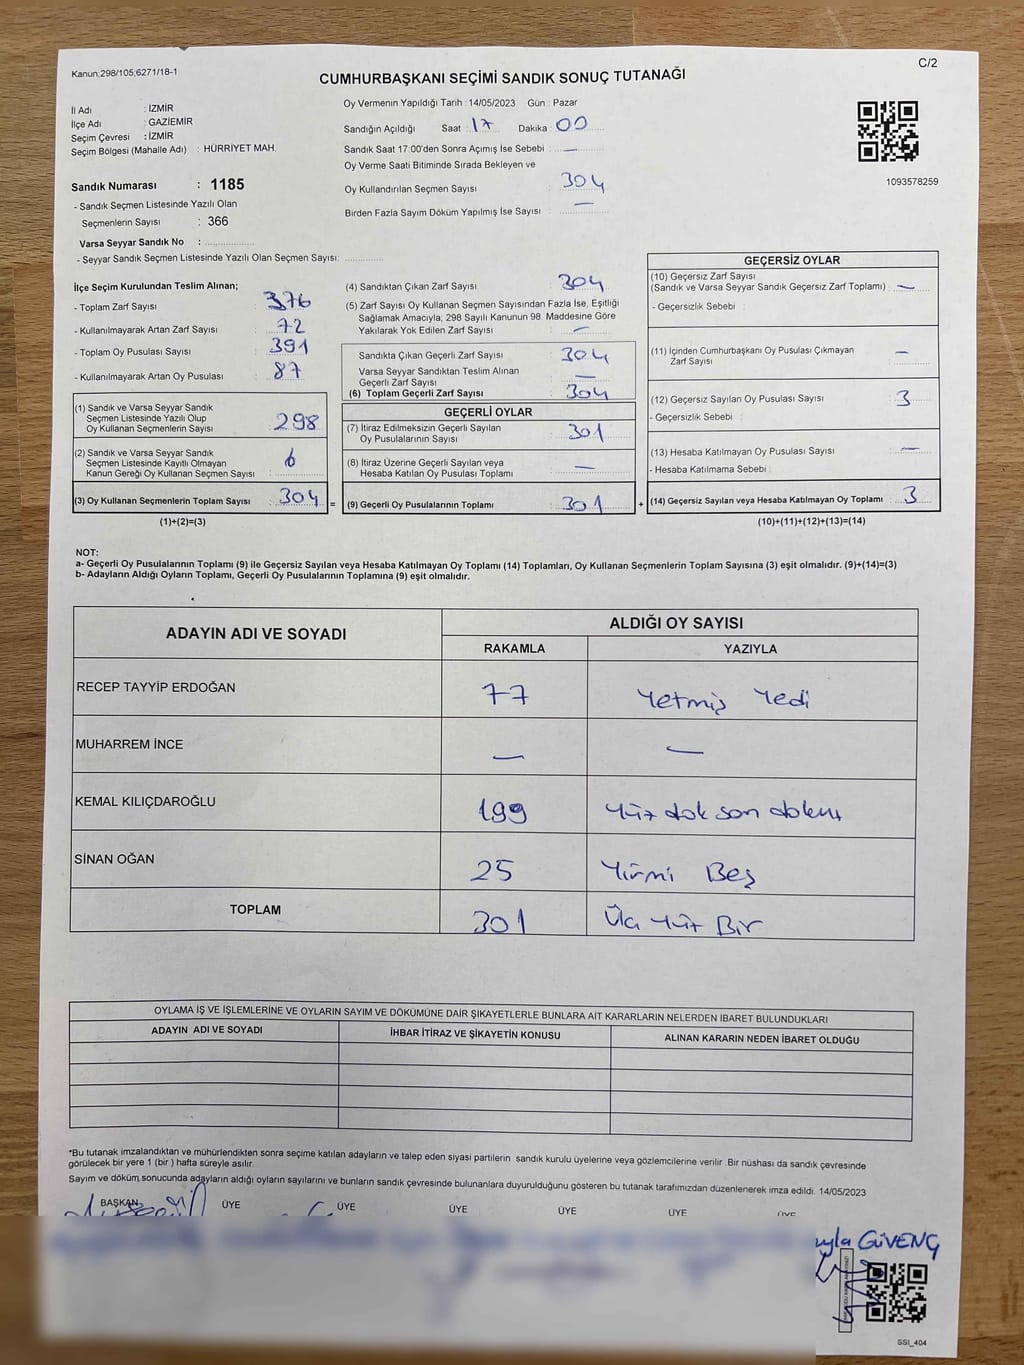 Kanun;298/105;6271/18-1
C/2
CUMHURBAŞKANI SEÇİMİ SANDIK SONUÇ TUTANAĞI
İl Adı : İZMİR
İlçe Adı : GAZİEMİR
Seçim Çevresi : İZMİR
Seçim Bölgesi (Mahalle Adı) : HÜRRİYET MAH.
Sandık Numarası : 1185
- Sandık Seçmen Listesinde Yazılı Olan
Seçmenlerin Sayısı : 366
Varsa Seyyar Sandık No :
- Seyyar Sandık Seçmen Listesinde Yazılı Olan Seçmen Sayısı:
Oy Vermenin Yapıldığı Tarih : 14/05/2023 Gün : Pazar
Sandığın Açıldığı Saat 17 Dakika : 00
Sandık Saat 17:00'den Sonra Açımış İse Sebebi : —
Oy Verme Saati Bitiminde Sırada Bekleyen ve
Oy Kullandırılan Seçmen Sayısı : 304
Birden Fazla Sayım Döküm Yapılmış İse Sayısı : —
1093578259
İlçe Seçim Kurulundan Teslim Alınan;
- Toplam Zarf Sayısı : 376
- Kullanılmayarak Artan Zarf Sayısı : 72
- Toplam Oy Pusulası Sayısı : 391
- Kullanılmayarak Artan Oy Pusulası : 87
(1) Sandık ve Varsa Seyyar Sandık
Seçmen Listesinde Yazılı Olup
Oy Kullanan Seçmenlerin Sayısı : 298
(2) Sandık ve Varsa Seyyar Sandık
Seçmen Listesinde Kayıtlı Olmayan
Kanun Gereği Oy Kullanan Seçmen Sayısı : 6
(3) Oy Kullanan Seçmenlerin Toplam Sayısı : 304 =
(1)+(2)=(3)
(4) Sandıktan Çıkan Zarf Sayısı : 304
(5) Zarf Sayısı Oy Kullanan Seçmen Sayısından Fazla İse, Eşitliği
Sağlamak Amacıyla; 298 Sayılı Kanunun 98. Maddesine Göre
Yakılarak Yok Edilen Zarf Sayısı : —
Sandıkta Çıkan Geçerli Zarf Sayısı : 304
Varsa Seyyar Sandıktan Teslim Alınan
Geçerli Zarf Sayısı : —
(6) Toplam Geçerli Zarf Sayısı : 304
GEÇERLİ OYLAR
(7) İtiraz Edilmeksizin Geçerli Sayılan
Oy Pusulalarının Sayısı : 301
(8) İtiraz Üzerine Geçerli Sayılan veya
Hesaba Katılan Oy Pusulası Toplamı : —
(9) Geçerli Oy Pusulalarının Toplamı : 301 +
GEÇERSİZ OYLAR
(10) Geçersiz Zarf Sayısı
(Sandık ve Varsa Seyyar Sandık Geçersiz Zarf Toplamı) : —
- Geçersizlik Sebebi :
(11) İçinden Cumhurbaşkanı Oy Pusulası Çıkmayan
Zarf Sayısı : —
(12) Geçersiz Sayılan Oy Pusulası Sayısı : 3
- Geçersizlik Sebebi :
(13) Hesaba Katılmayan Oy Pusulası Sayısı : —
- Hesaba Katılmama Sebebi :
(14) Geçersiz Sayılan veya Hesaba Katılmayan Oy Toplamı : 3
(10)+(11)+(12)+(13)=(14)
NOT:
a- Geçerli Oy Pusulalarının Toplamı (9) ile Geçersiz Sayılan veya Hesaba Katılmayan Oy Toplamı (14) Toplamları, Oy Kullanan Seçmenlerin Toplam Sayısına (3) eşit olmalıdır. (9)+(14)=(3)
b- Adayların Aldığı Oyların Toplamı, Geçerli Oy Pusulalarının Toplamına (9) eşit olmalıdır.
ADAYIN ADI VE SOYADI ALDIĞI OY SAYISI
RAKAMLA YAZIYLA
RECEP TAYYİP ERDOĞAN 77 Yetmiş Yedi
MUHARREM İNCE — —
KEMAL KILIÇDAROĞLU 199 Yüz dok son dokuz
SİNAN OĞAN 25 Yirmi Beş
TOPLAM 301 Üç Yüz Bir
OYLAMA İŞ VE İŞLEMLERİNE VE OYLARIN SAYIM VE DÖKÜMÜNE DAİR ŞİKAYETLERLE BUNLARA AİT KARARLARIN NELERDEN İBARET BULUNDUKLARI
ADAYIN ADI VE SOYADI İHBAR İTİRAZ VE ŞİKAYETİN KONUSU ALINAN KARARIN NEDEN İBARET OLDUĞU
*Bu tutanak imzalandıktan ve mühürlendikten sonra seçime katılan adayların ve talep eden siyasi partilerin sandık kurulu üyelerine veya gözlemcilerine verilir .Bir nüshası da sandık çevresinde
görülecek bir yere 1 (bir ) hafta süreyle asılır.
Sayım ve döküm sonucunda adayların aldığı oyların sayılarını ve bunların sandık çevresinde bulunanlara duyurulduğunu gösteren bu tutanak tarafımızdan düzenlenerek imza edildi. 14/05/2023
BAŞKAN ÜYE ÜYE ÜYE ÜYE ÜYE ÜYE
GÜVENÇ
SSİ_404